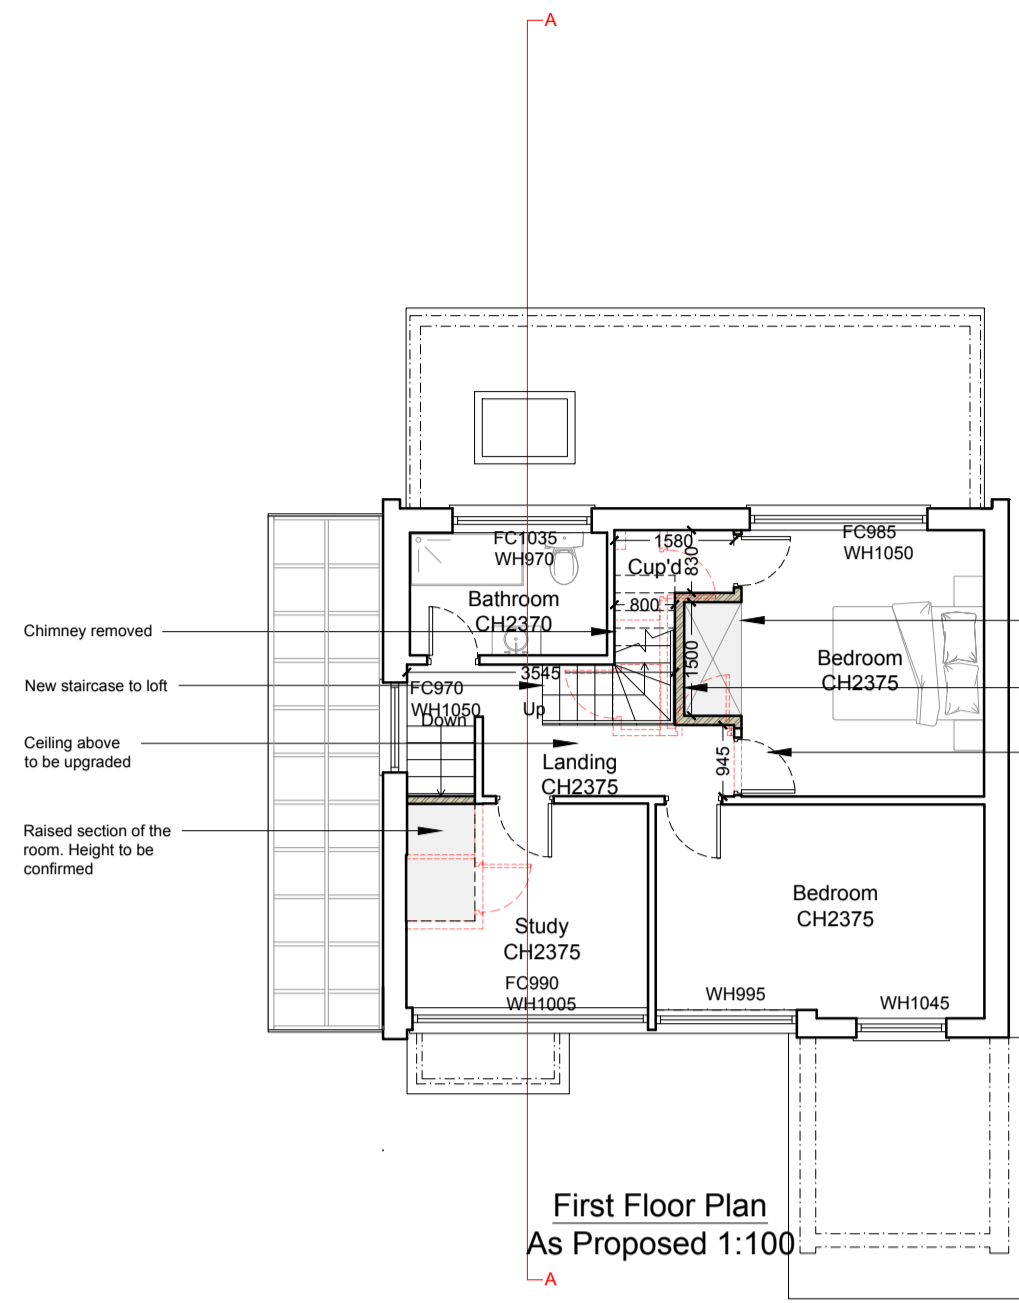 A
FC1035
WH970
1580
FC985
WH1050
Cup'd
830
Bathroom
CH2370
800
Chimney removed
1500
Bedroom
CH2375
3545
New staircase to loft
FC970
WH1050
Down
Up
Ceiling above
to be upgraded
Landing
CH2375
945
Raised section of the
room. Height to be
confirmed
Bedroom
CH2375
Study
CH2375
FC990
WH1005
WH995
WH1045
First Floor Plan
As Proposed 1:100
A